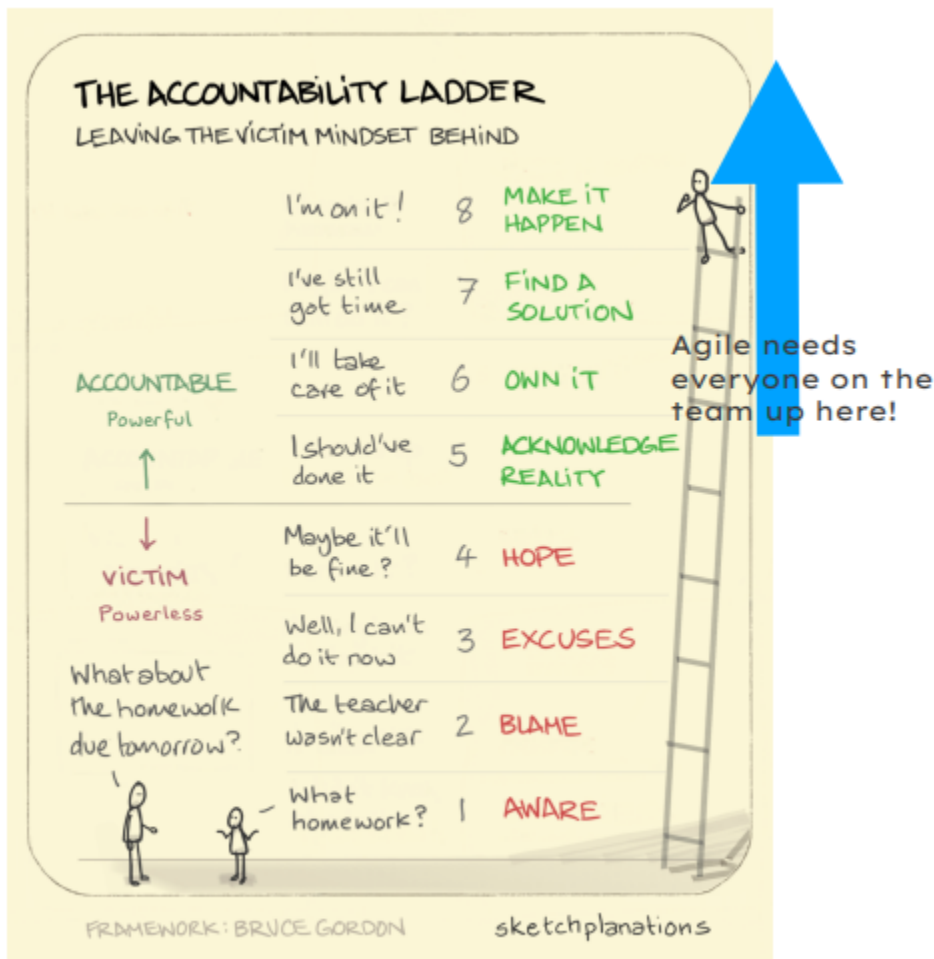 THE ACCOUNTABILITY LADDER
LEAVING THE VICTIM MINDSET BEHIND
I'm on it!
8
MAKE IT
HAPPEN
I've still
got time
7
FIND A
SOLUTION
I'll take
care of it
6
OWN IT
I should've
done it
5
ACKNOWLEDGE
REALITY
Agile needs
everyone on the
team up here!
ACCOUNTABLE
Powerful
VICTIM
Powerless
Maybe it'll
be fine?
4
HOPE
Well, I can't
do it now
3
EXCUSES
The teacher
wasn't clear
2
BLAME
What
homework?
1
AWARE
What about
the homework
due tomorrow?
FRAMEWORK: BRUCE GORDON
sketchplanations